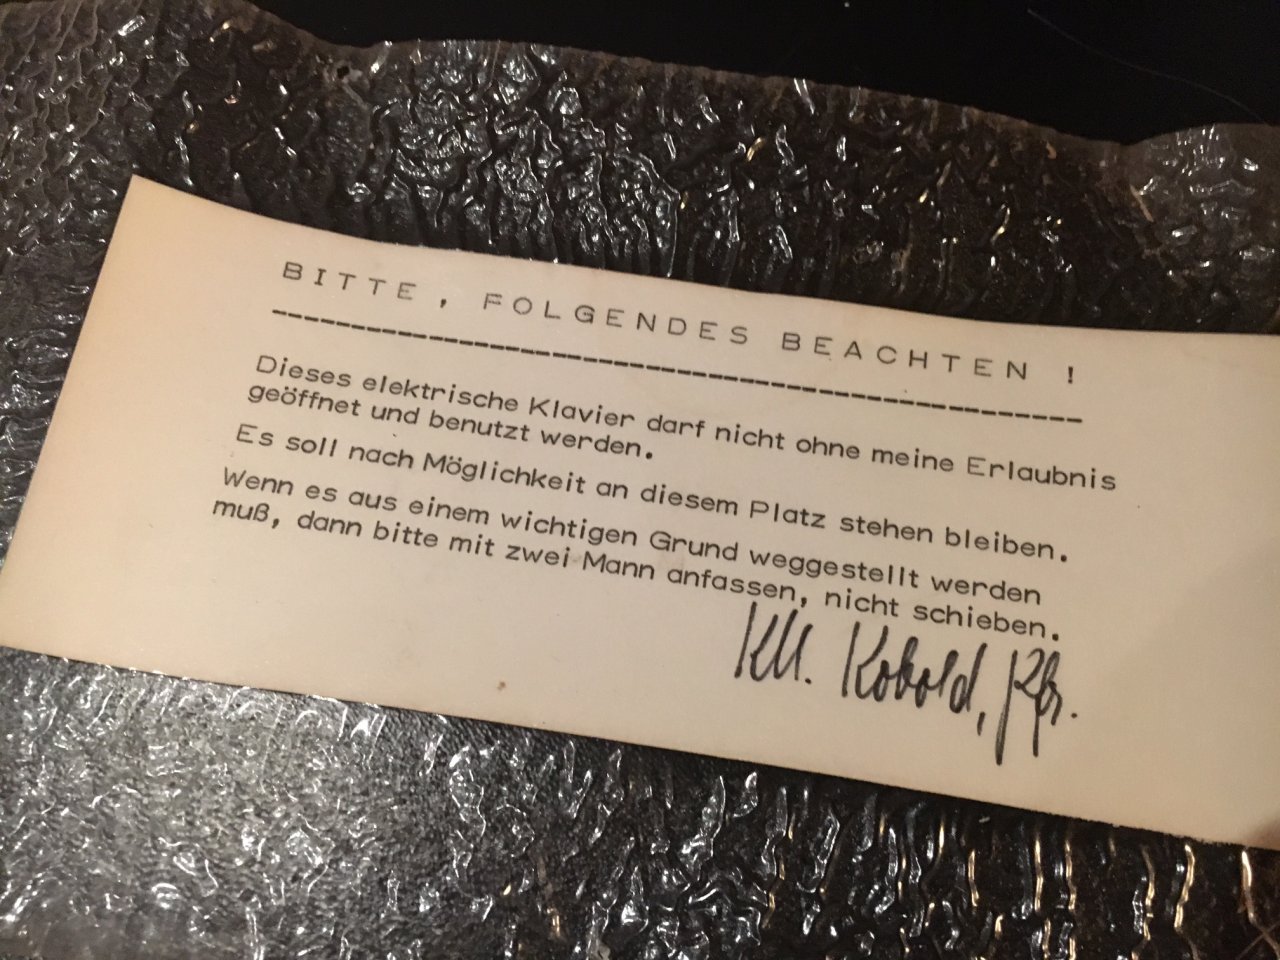 BITTE, FOLGENDES BEACHTEN !
Dieses elektrische Klavier darf nicht ohne meine Erlaubnis
geöffnet und benutzt werden.
Es soll nach Möglichkeit an diesem Platz stehen bleiben.
Wenn es aus einem wichtigen Grund weggestellt werden
muß, dann bitte mit zwei Mann anfassen, nicht schieben.
Kobold,